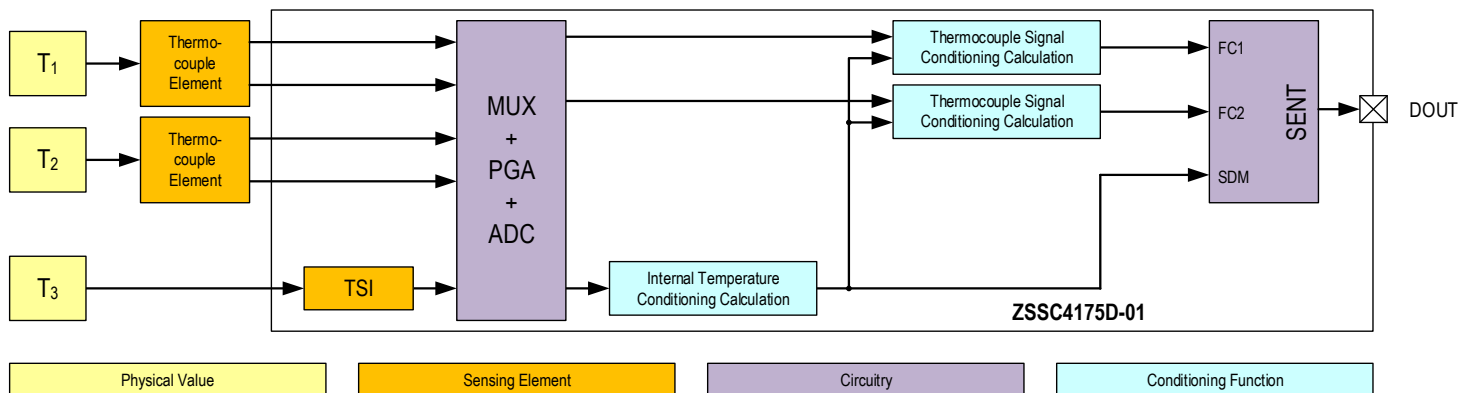 T1
Thermo-
couple
Element
T2
Thermo-
couple
Element
T3
TSI
MUX
+
PGA
+
ADC
Internal Temperature
Conditioning Calculation
Thermocouple Signal
Conditioning Calculation
Thermocouple Signal
Conditioning Calculation
FC1
FC2
SDM
SENT
DOUT
ZSSC4175D-01
Physical Value
Sensing Element
Circuitry
Conditioning Function